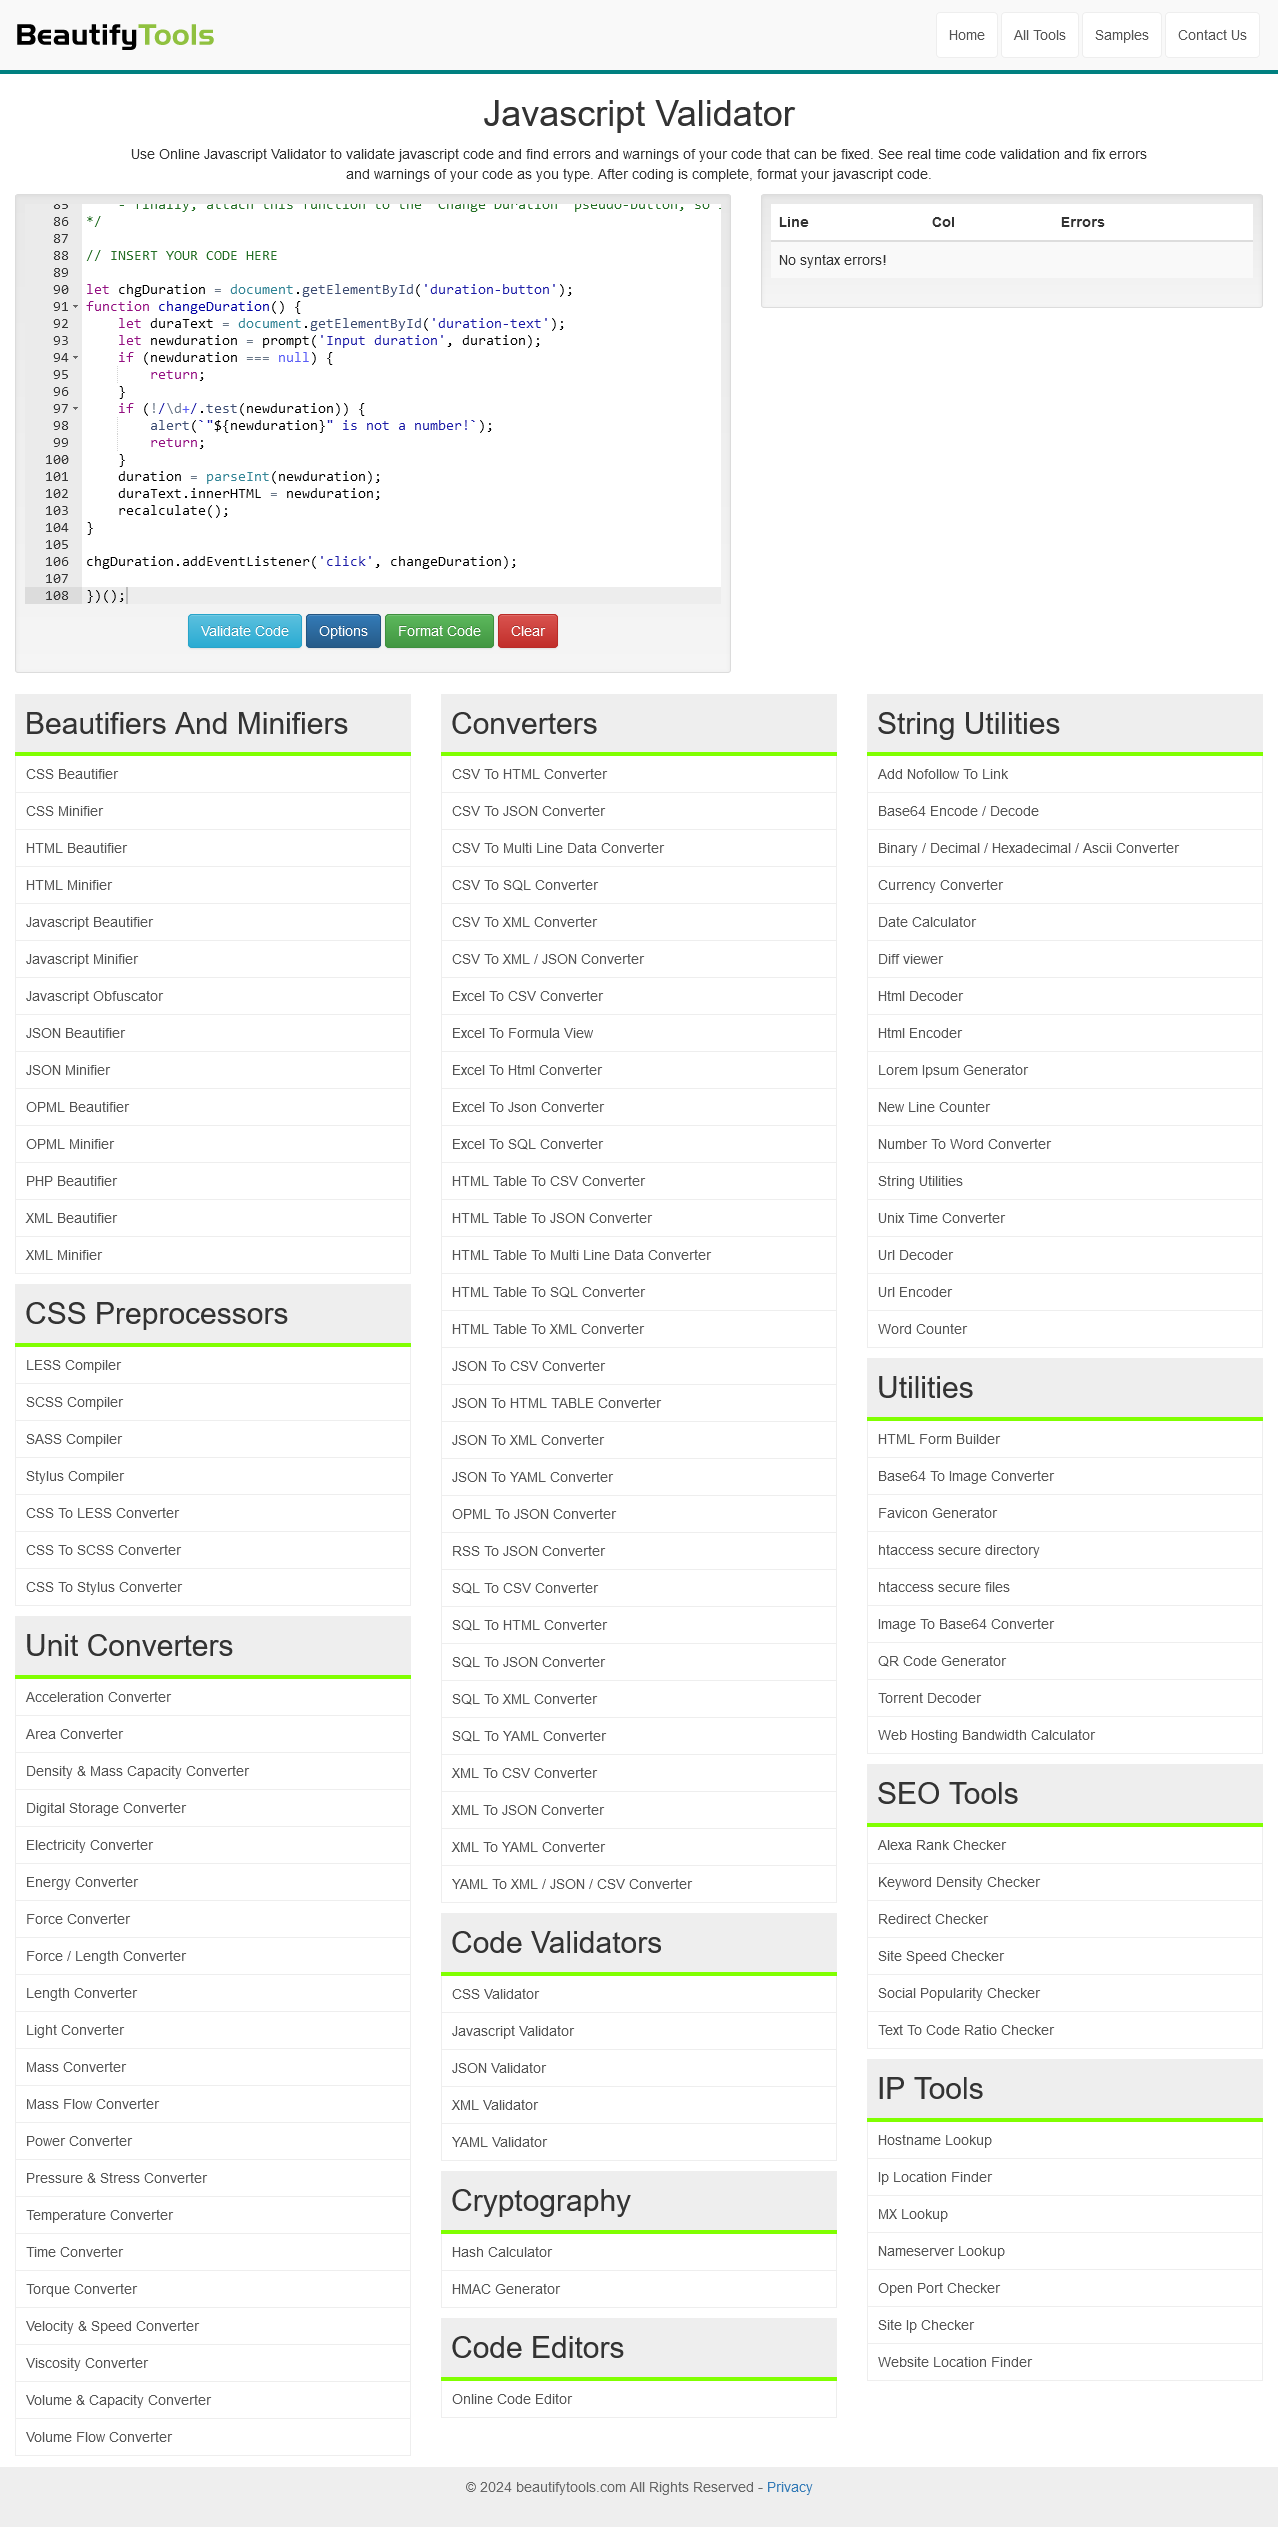 BeautifyTools
Home
All Tools
Samples
Contact Us
Javascript Validator
Use Online Javascript Validator to validate javascript code and find errors and warnings of your code that can be fixed. See real time code validation and fix errors
and warnings of your code as you type. After coding is complete, format your javascript code.
85 - finally, attach this function to the "Change Duration" pseudo-button, so
86 */
87
88 // INSERT YOUR CODE HERE
89
90 let chgDuration = document.getElementById('duration-button');
91 function changeDuration() {
92 let duraText = document.getElementById('duration-text');
93 let newduration = prompt('Input duration', duration);
94 if (newduration === null) {
95 return;
96 }
97 if (!/\d+/.test(newduration)) {
98 alert(`"${newduration}" is not a number!`);
99 return;
100 }
101 duration = parseInt(newduration);
102 duraText.innerHTML = newduration;
103 recalculate();
104 }
105
106 chgDuration.addEventListener('click', changeDuration);
107
108 })();
Validate Code
Options
Format Code
Clear
Line Col Errors
No syntax errors!
Beautifiers And Minifiers
CSS Beautifier
CSS Minifier
HTML Beautifier
HTML Minifier
Javascript Beautifier
Javascript Minifier
Javascript Obfuscator
JSON Beautifier
JSON Minifier
OPML Beautifier
OPML Minifier
PHP Beautifier
XML Beautifier
XML Minifier
CSS Preprocessors
LESS Compiler
SCSS Compiler
SASS Compiler
Stylus Compiler
CSS To LESS Converter
CSS To SCSS Converter
CSS To Stylus Converter
Unit Converters
Acceleration Converter
Area Converter
Density & Mass Capacity Converter
Digital Storage Converter
Electricity Converter
Energy Converter
Force Converter
Force / Length Converter
Length Converter
Light Converter
Mass Converter
Mass Flow Converter
Power Converter
Pressure & Stress Converter
Temperature Converter
Time Converter
Torque Converter
Velocity & Speed Converter
Viscosity Converter
Volume & Capacity Converter
Volume Flow Converter
Converters
CSV To HTML Converter
CSV To JSON Converter
CSV To Multi Line Data Converter
CSV To SQL Converter
CSV To XML Converter
CSV To XML / JSON Converter
Excel To CSV Converter
Excel To Formula View
Excel To Html Converter
Excel To Json Converter
Excel To SQL Converter
HTML Table To CSV Converter
HTML Table To JSON Converter
HTML Table To Multi Line Data Converter
HTML Table To SQL Converter
HTML Table To XML Converter
JSON To CSV Converter
JSON To HTML TABLE Converter
JSON To XML Converter
JSON To YAML Converter
OPML To JSON Converter
RSS To JSON Converter
SQL To CSV Converter
SQL To HTML Converter
SQL To JSON Converter
SQL To XML Converter
SQL To YAML Converter
XML To CSV Converter
XML To JSON Converter
XML To YAML Converter
YAML To XML / JSON / CSV Converter
Code Validators
CSS Validator
Javascript Validator
JSON Validator
XML Validator
YAML Validator
Cryptography
Hash Calculator
HMAC Generator
Code Editors
Online Code Editor
String Utilities
Add Nofollow To Link
Base64 Encode / Decode
Binary / Decimal / Hexadecimal / Ascii Converter
Currency Converter
Date Calculator
Diff viewer
Html Decoder
Html Encoder
Lorem Ipsum Generator
New Line Counter
Number To Word Converter
String Utilities
Unix Time Converter
Url Decoder
Url Encoder
Word Counter
Utilities
HTML Form Builder
Base64 To Image Converter
Favicon Generator
htaccess secure directory
htaccess secure files
Image To Base64 Converter
QR Code Generator
Torrent Decoder
Web Hosting Bandwidth Calculator
SEO Tools
Alexa Rank Checker
Keyword Density Checker
Redirect Checker
Site Speed Checker
Social Popularity Checker
Text To Code Ratio Checker
IP Tools
Hostname Lookup
Ip Location Finder
MX Lookup
Nameserver Lookup
Open Port Checker
Site Ip Checker
Website Location Finder
© 2024 beautifytools.com All Rights Reserved - Privacy